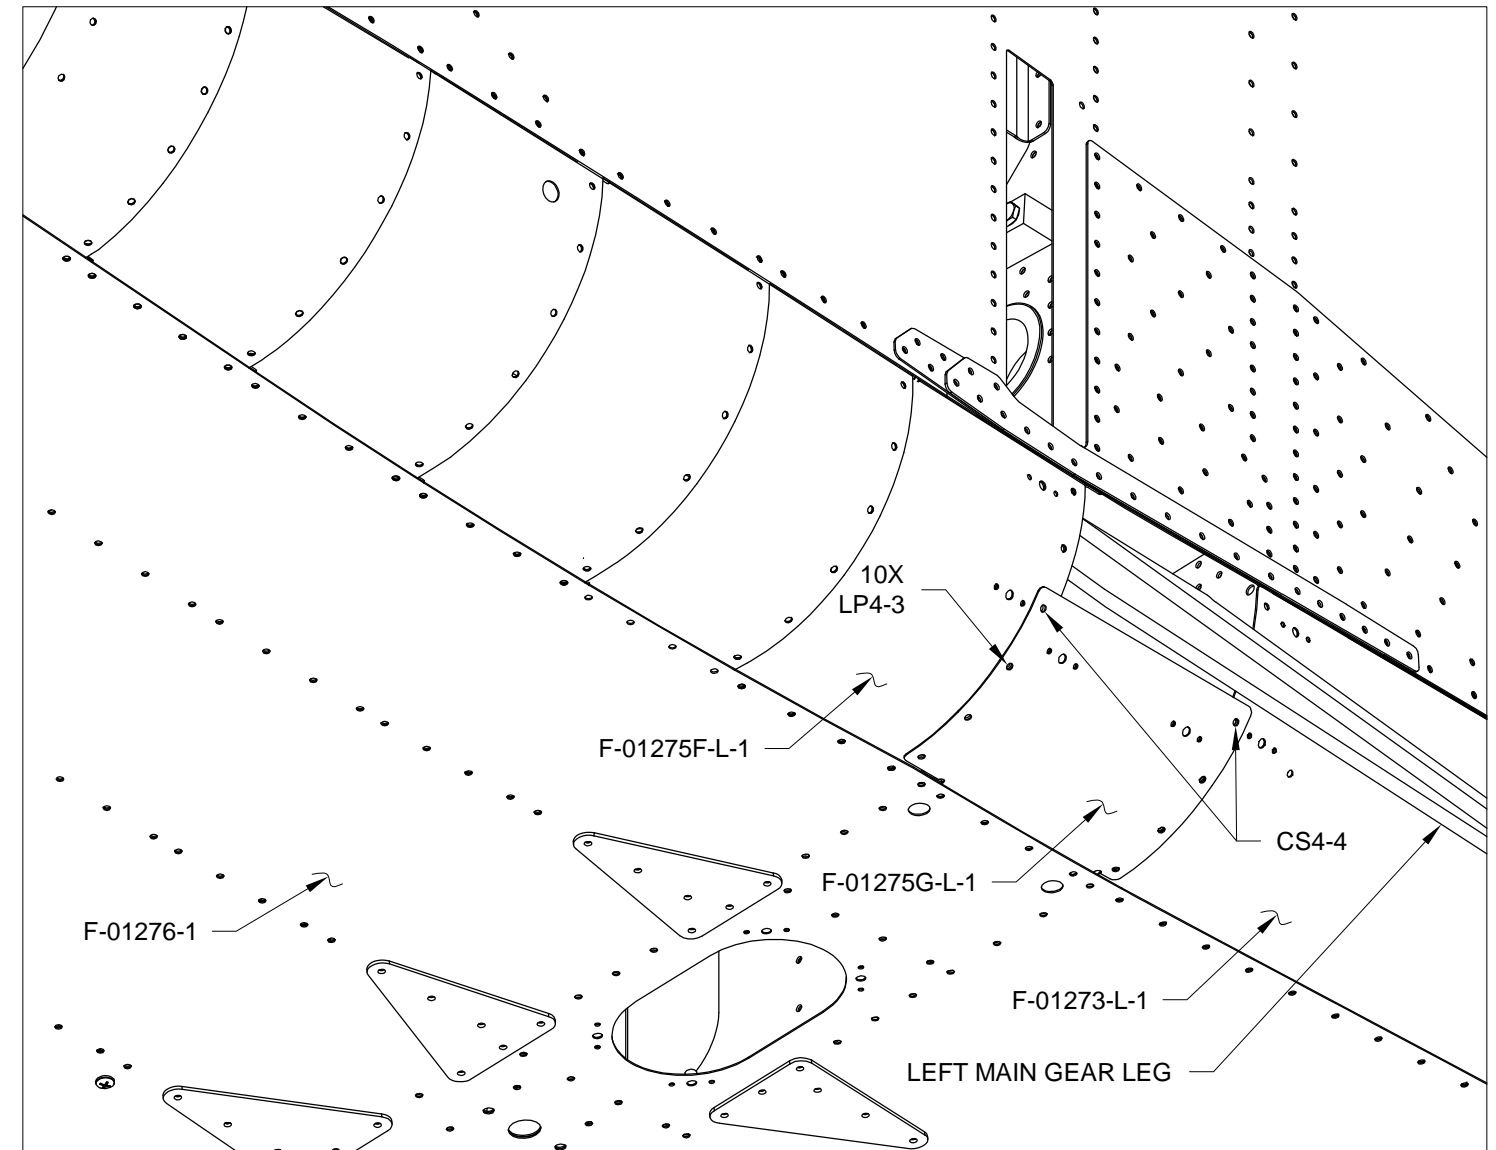 10X
LP4-3
F-01275F-L-1
CS4-4
F-01275G-L-1
F-01276-1
F-01273-L-1
LEFT MAIN GEAR LEG